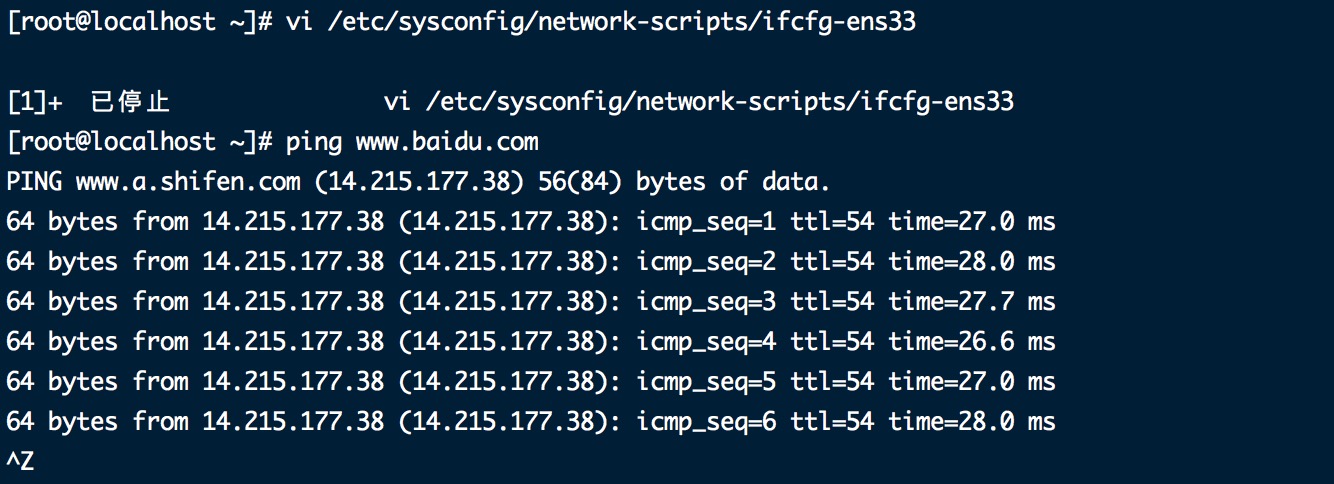 [root@localhost ~]# vi /etc/sysconfig/network-scripts/ifcfg-ens33
[1]+  已停止               vi /etc/sysconfig/network-scripts/ifcfg-ens33
[root@localhost ~]# ping www.baidu.com
PING www.a.shifen.com (14.215.177.38) 56(84) bytes of data.
64 bytes from 14.215.177.38 (14.215.177.38): icmp_seq=1 ttl=54 time=27.0 ms
64 bytes from 14.215.177.38 (14.215.177.38): icmp_seq=2 ttl=54 time=28.0 ms
64 bytes from 14.215.177.38 (14.215.177.38): icmp_seq=3 ttl=54 time=27.7 ms
64 bytes from 14.215.177.38 (14.215.177.38): icmp_seq=4 ttl=54 time=26.6 ms
64 bytes from 14.215.177.38 (14.215.177.38): icmp_seq=5 ttl=54 time=27.0 ms
64 bytes from 14.215.177.38 (14.215.177.38): icmp_seq=6 ttl=54 time=28.0 ms
^Z